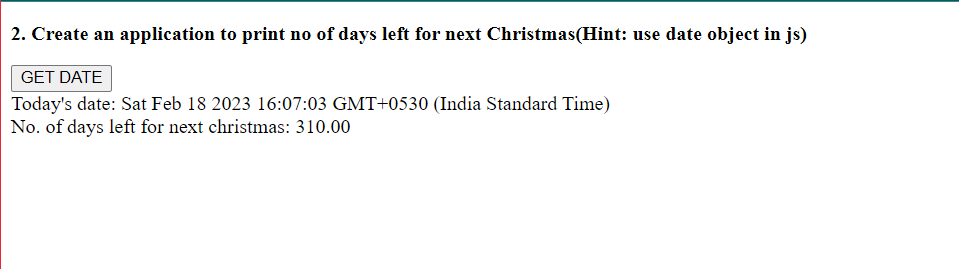 2. Create an application to print no of days left for next Christmas(Hint: use date object in js)
GET DATE
Today's date: Sat Feb 18 2023 16:07:03 GMT+0530 (India Standard Time)
No. of days left for next christmas: 310.00